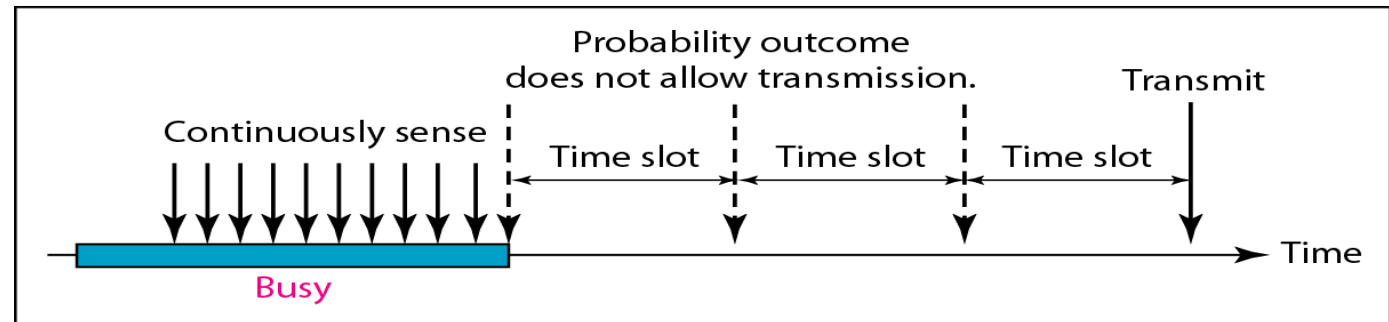 Probability outcome
does not allow transmission.
Transmit
Continuously sense
Time slot
Time slot
Time slot
Time
Busy